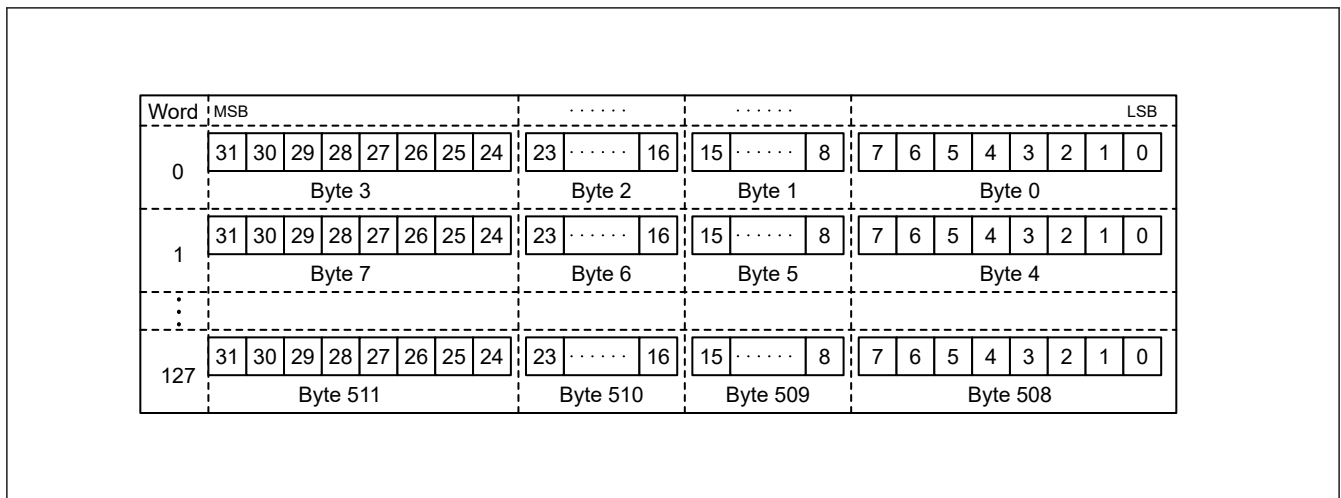 Word MSB ······ ······ LSB
0 31 30 29 28 27 26 25 24 23 ······ 16 15 ······ 8 7 6 5 4 3 2 1 0
Byte 3 Byte 2 Byte 1 Byte 0
1 31 30 29 28 27 26 25 24 23 ······ 16 15 ······ 8 7 6 5 4 3 2 1 0
Byte 7 Byte 6 Byte 5 Byte 4
⋮
127 31 30 29 28 27 26 25 24 23 ······ 16 15 ······ 8 7 6 5 4 3 2 1 0
Byte 511 Byte 510 Byte 509 Byte 508